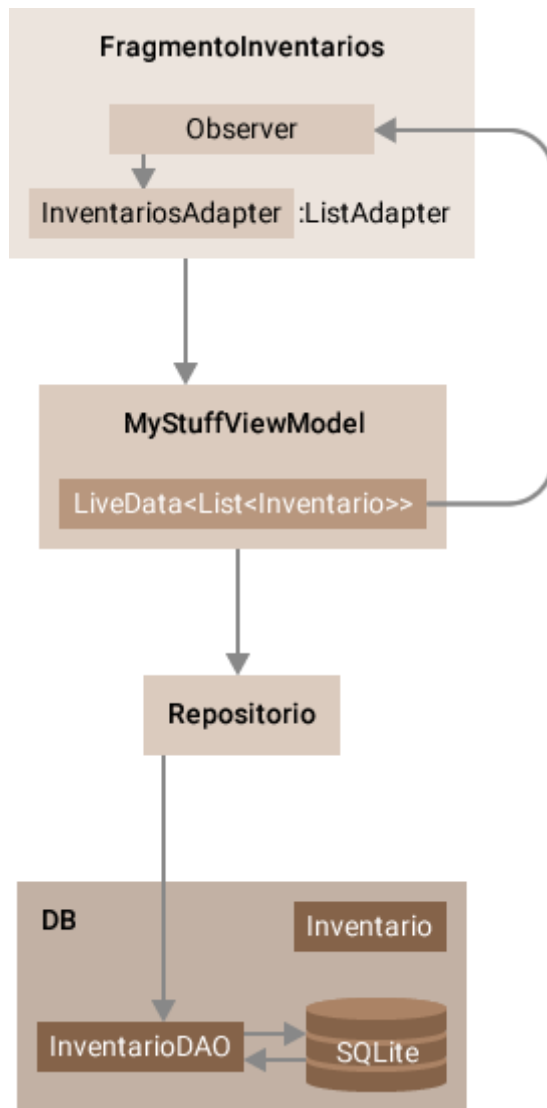 FragmentoInventarios
Observer
InventariosAdapter :ListAdapter
MyStuffViewModel
LiveData<List<Inventario>>
Repositorio
DB
Inventario
InventarioDAO
SQLite